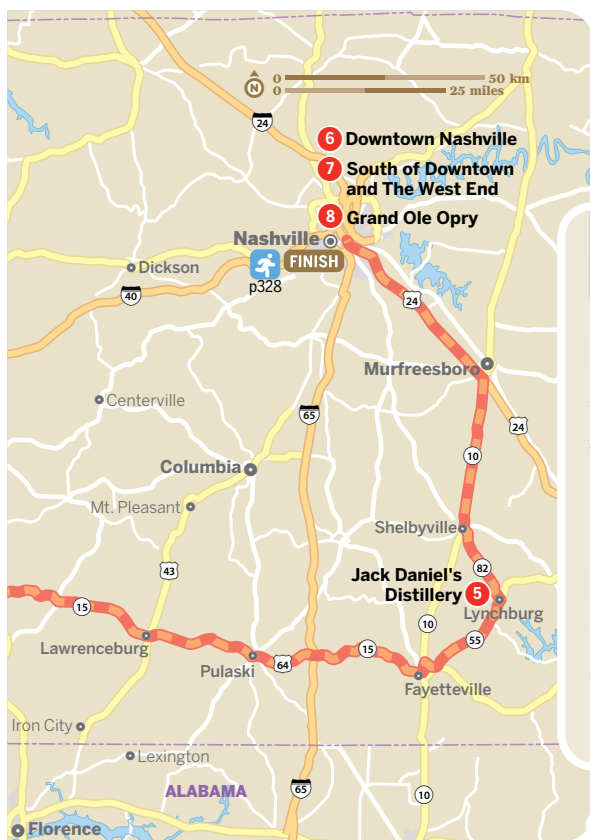 0 50 km
N
0 25 miles
24
6 Downtown Nashville
7 South of Downtown
and The West End
8 Grand Ole Opry
Nashville
FINISH
p328
Dickson
40
24
Murfreesboro
Centerville
65
24
10
Columbia
Mt. Pleasant
Shelbyville
43
82
Jack Daniel's
Distillery 5
Lynchburg
15
10
55
Lawrenceburg
15
64
Pulaski
Fayetteville
Iron City
Lexington
ALABAMA
65
10
Florence